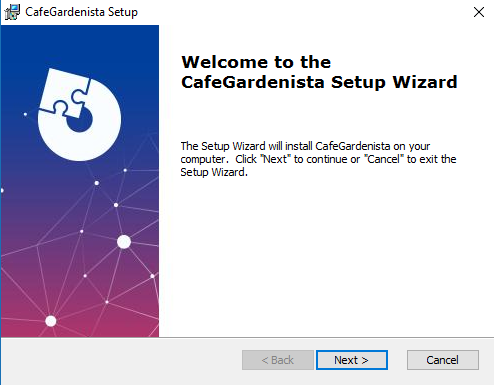 CafeGardenista Setup
Welcome to the
CafeGardenista Setup Wizard
The Setup Wizard will install CafeGardenista on your
computer.  Click "Next" to continue or "Cancel" to exit the
Setup Wizard.
< Back
Next >
Cancel